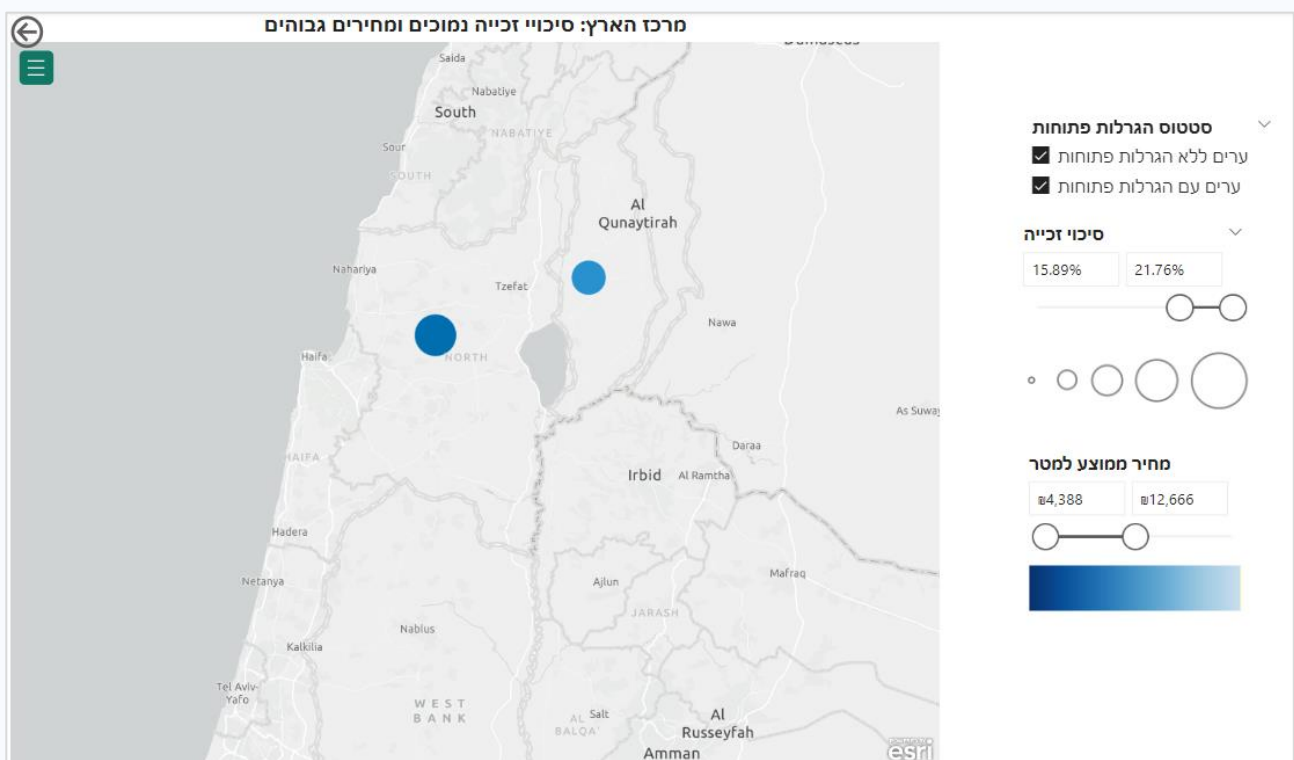 מרכז הארץ: סיכויי זכייה נמוכים ומחירים גבוהים
Damascus
Saida
Nabatiye
South
NABATIYE
Sour
SOUTH
Al
Qunaytirah
Nahariya
Tzefat
Nawa
Haifa
NORTH
As Suway
Daraa
HAIFA
Irbid
Al Ramtha
Hadera
Netanya
Ajlun
Mafraq
JARASH
Nablus
Kalkilia
Tel Aviv-
Yafo
WEST
BANK
AL
BALQA'
Salt
Al
Russeyfah
Amman
esri
סטטוס הגרלות פתוחות
ערים ללא הגרלות פתוחות
ערים עם הגרלות פתוחות
סיכוי זכייה
15.89% 21.76%
מחיר ממוצע למטר
₪4,388 ₪12,666